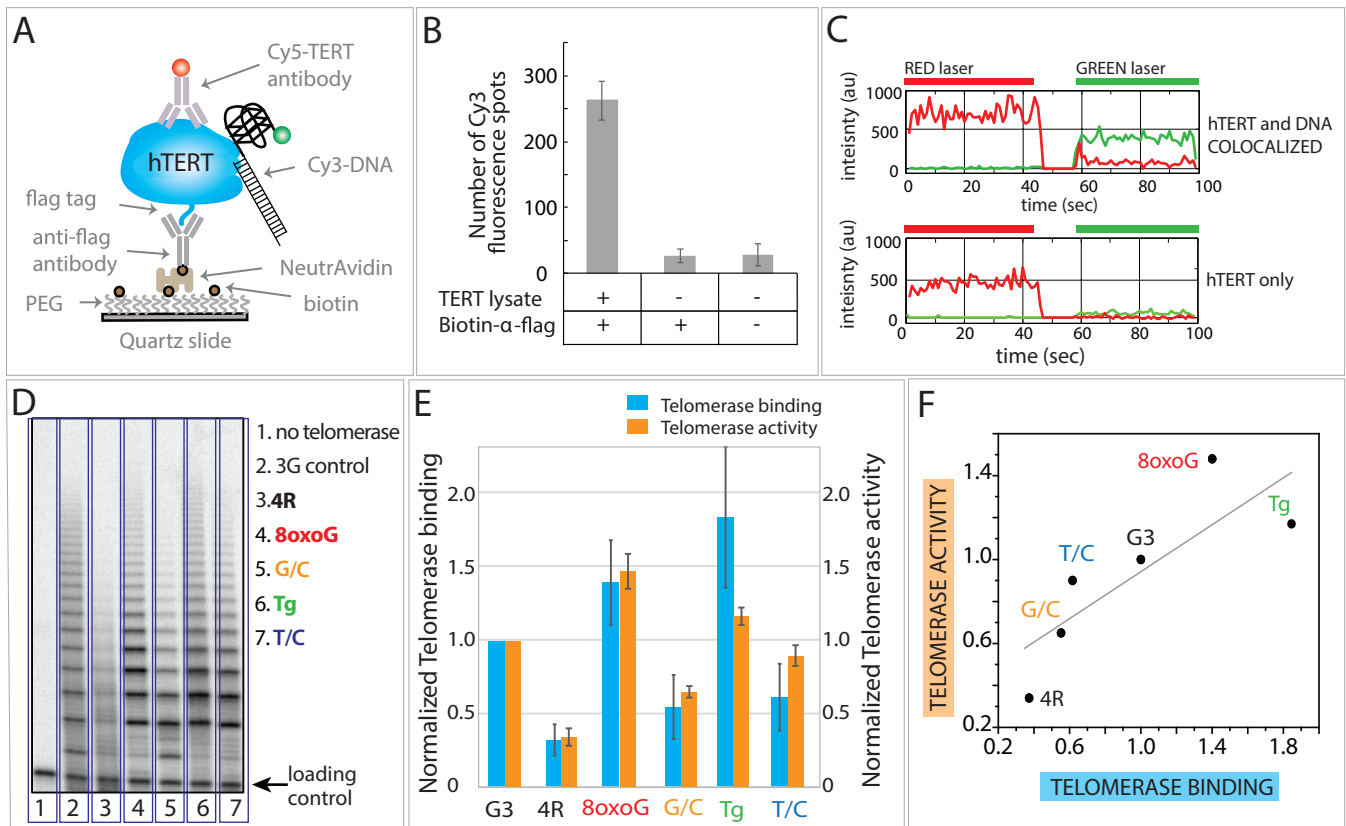 A
Cy5-TERT
antibody
hTERT
Cy3-DNA
flag tag
anti-flag
antibody
NeutrAvidin
PEG
biotin
Quartz slide
B
Number of Cy3
fluorescence spots
300
200
100
0
TERT lysate + - -
Biotin-α-flag + + -
C
RED laser GREEN laser
inteisnty (au)
1000
500
0
0 20 40 60 80 100
time (sec)
hTERT and DNA
COLOCALIZED
inteisnty (au)
1000
500
0
0 20 40 60 80 100
time (sec)
hTERT only
D
1. no telomerase
2. 3G control
3. 4R
4. 8oxoG
5. G/C
6. Tg
7. T/C
loading
control
1 2 3 4 5 6 7
E
Telomerase binding
Telomerase activity
Normalized Telomerase binding
2.0
1.5
1.0
0.5
0
Normalized Telomerase activity
2.0
1.5
1.0
0.5
0
G3 4R 8oxoG G/C Tg T/C
F
TELOMERASE ACTIVITY
1.4
1.0
0.6
0.2
8oxoG
Tg
G3
T/C
G/C
4R
0.2 0.6 1.0 1.4 1.8
TELOMERASE BINDING